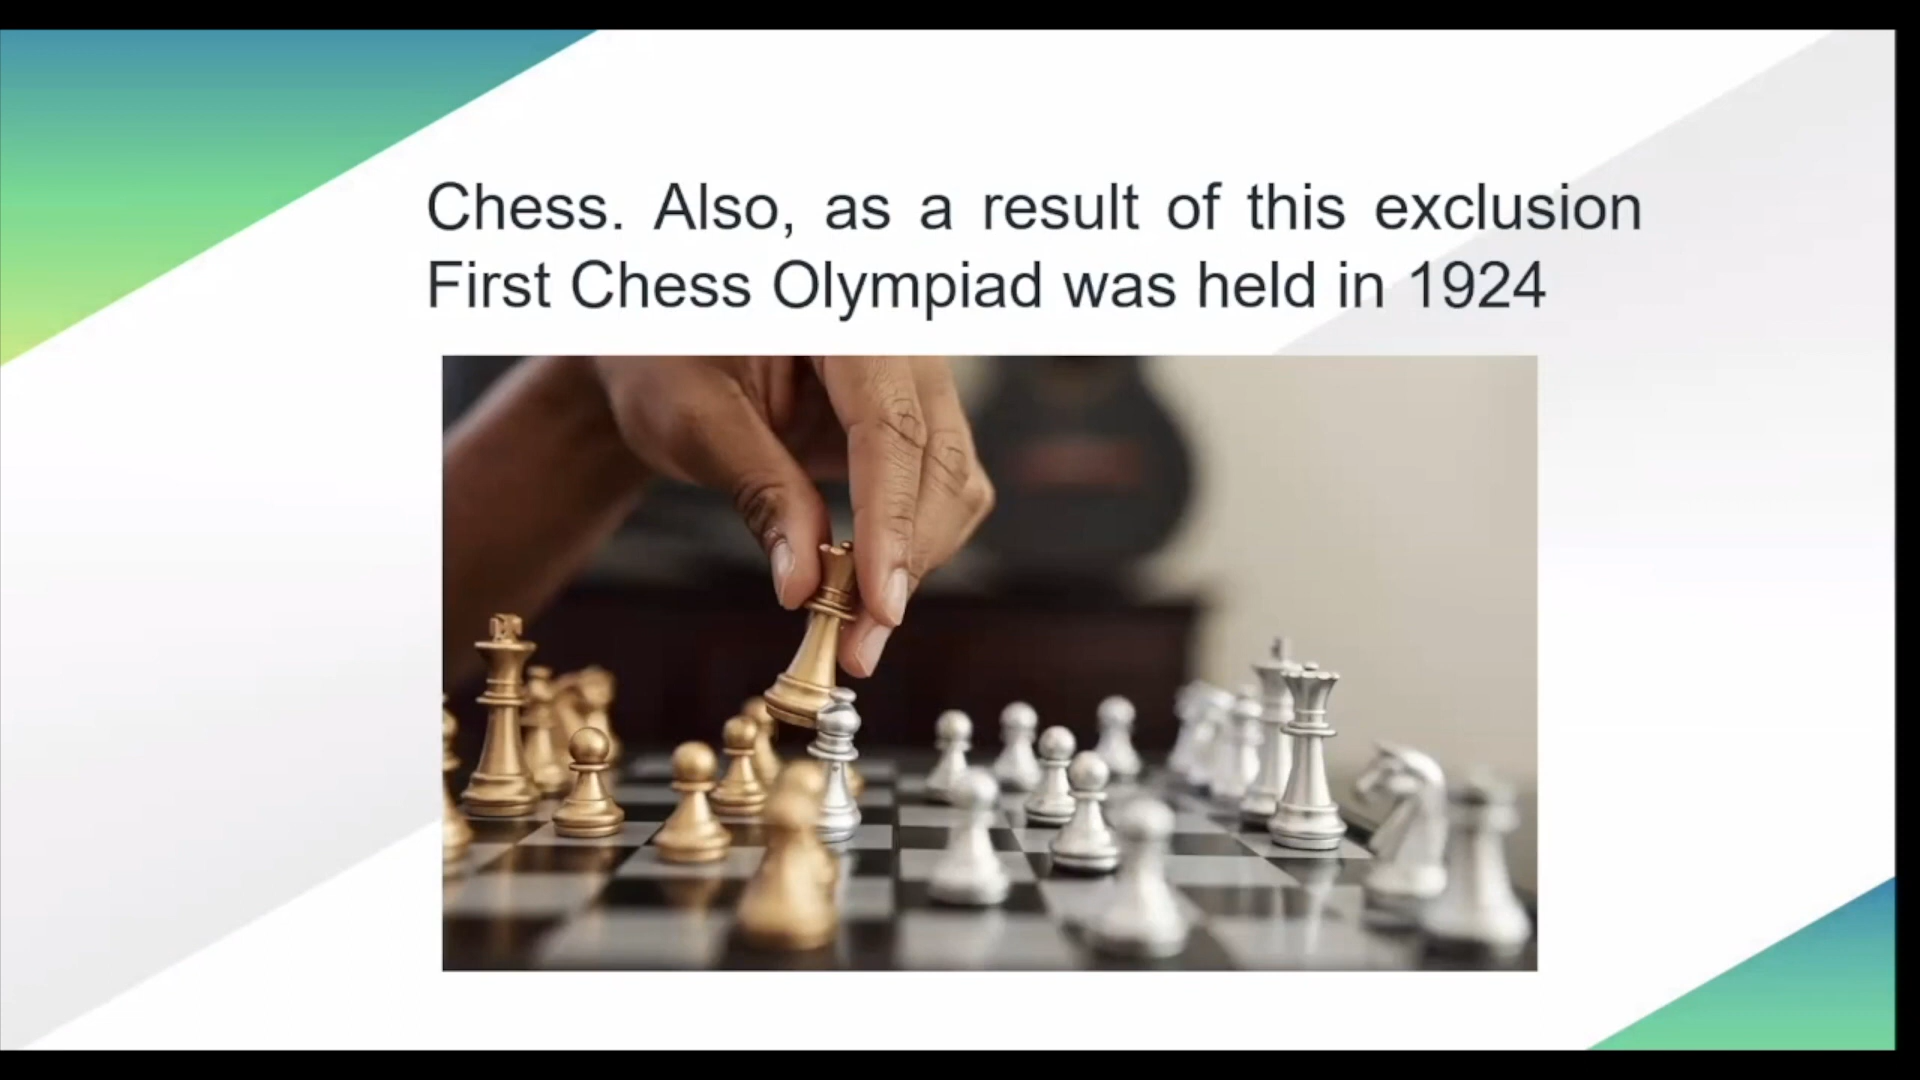 Chess. Also, as a result of this exclusion
First Chess Olympiad was held in 1924